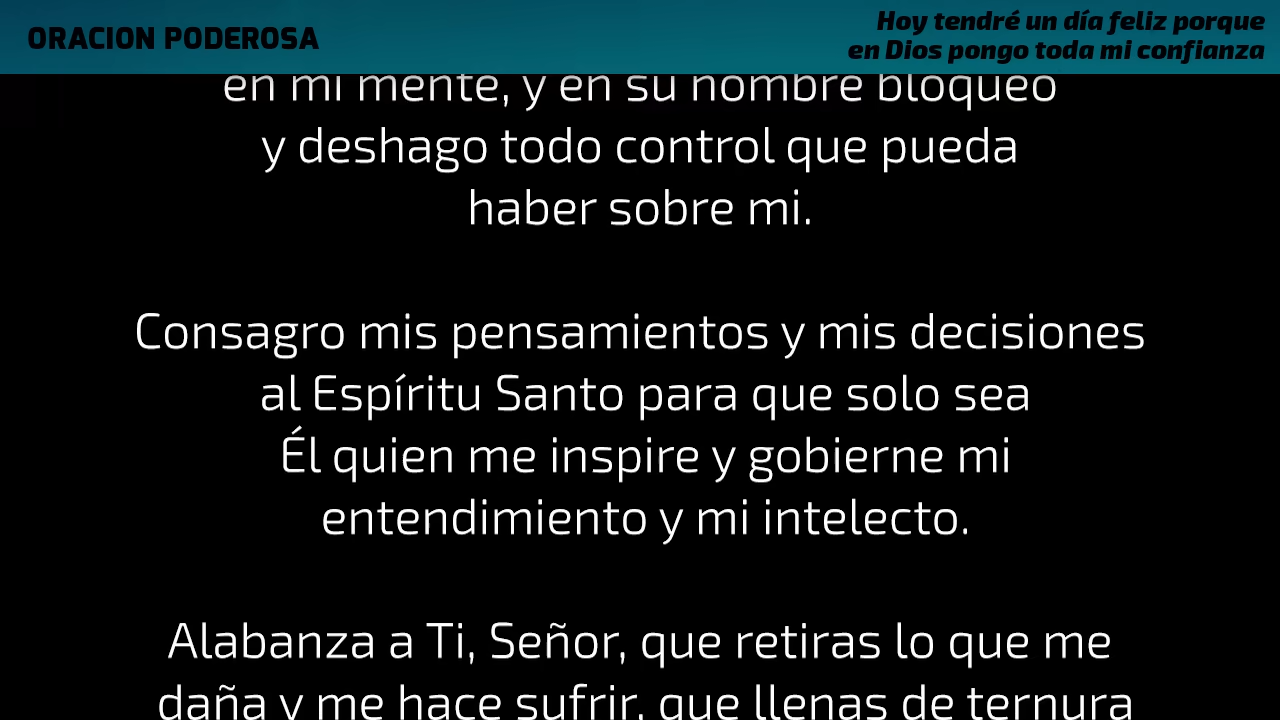 ORACION PODEROSA
Hoy tendré un día feliz porque
en Dios pongo toda mi confianza
en mi mente, y en su nombre bloqueo
y deshago todo control que pueda
haber sobre mi.
Consagro mis pensamientos y mis decisiones
al Espíritu Santo para que solo sea
Él quien me inspire y gobierne mi
entendimiento y mi intelecto.
Alabanza a Ti, Señor, que retiras lo que me
daña y me hace sufrir, que llenas de ternura